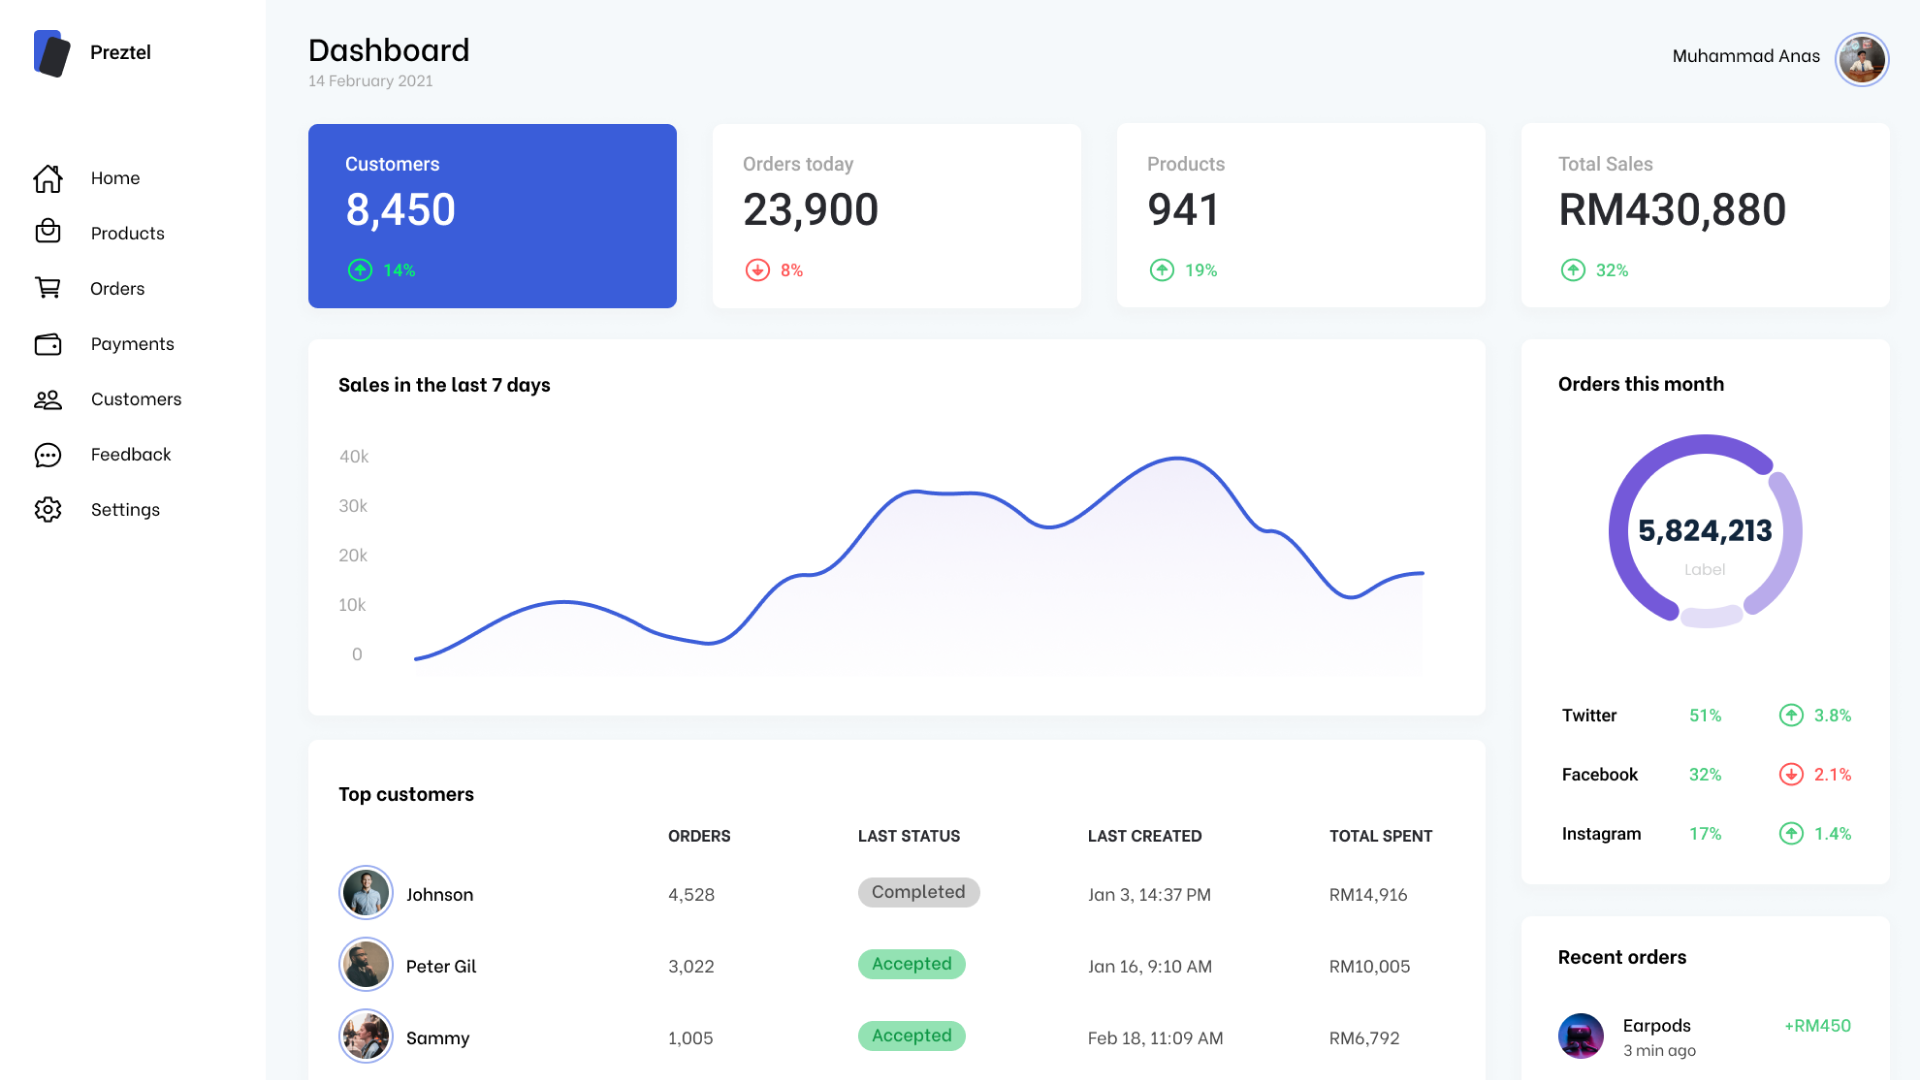 Preztel
Home
Products
Orders
Payments
Customers
Feedback
Settings
Dashboard
14 February 2021
Muhammad Anas
Customers
8,450
14%
Orders today
23,900
8%
Products
941
19%
Total Sales
RM430,880
32%
Sales in the last 7 days
40k
30k
20k
10k
0
Orders this month
5,824,213
Label
Twitter 51% 3.8%
Facebook 32% 2.1%
Instagram 17% 1.4%
Top customers
ORDERS LAST STATUS LAST CREATED TOTAL SPENT
Johnson 4,528 Completed Jan 3, 14:37 PM RM14,916
Peter Gil 3,022 Accepted Jan 16, 9:10 AM RM10,005
Sammy 1,005 Accepted Feb 18, 11:09 AM RM6,792
Recent orders
Earpods +RM450
3 min ago